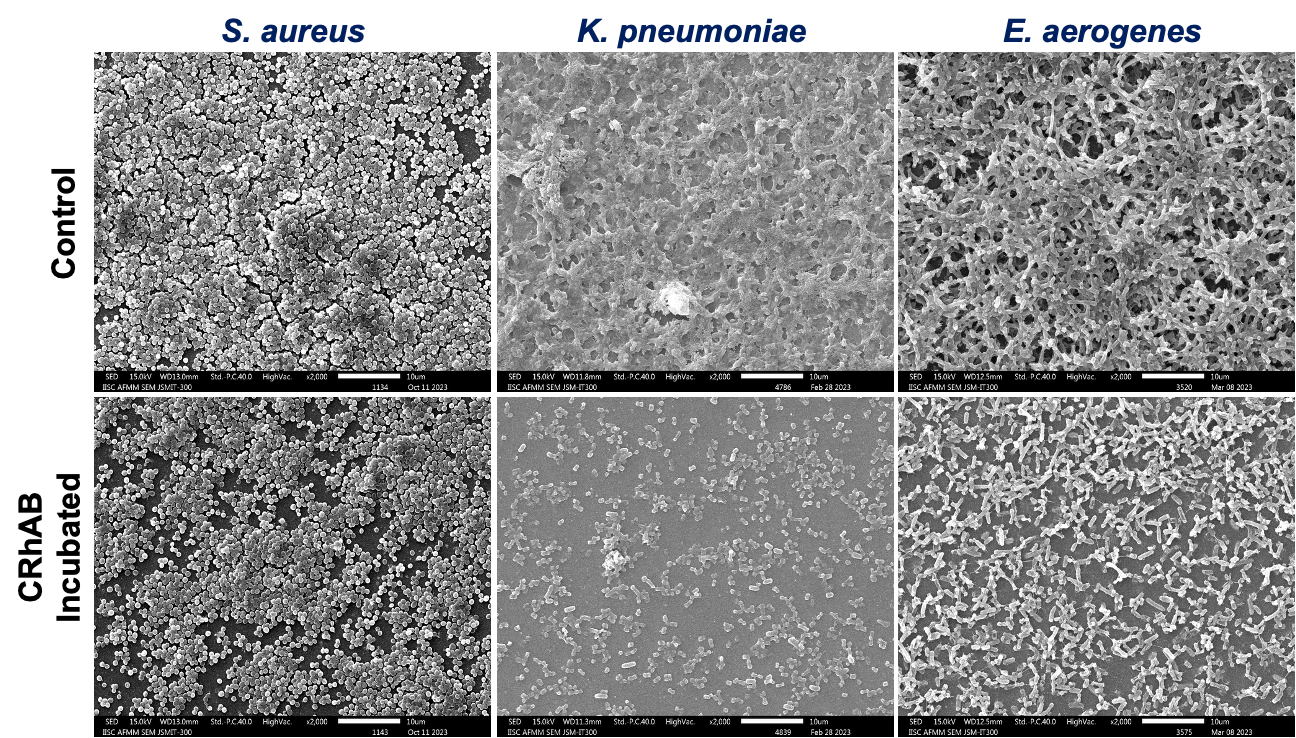 S. aureus
K. pneumoniae
E. aerogenes
Control
SED 15.0kV WD13.0mm Std.-P.C.40.0 HighVac. x2,000 10um
IISC AFMM SEM JSMIT-300 1134 Oct 11 2023
SED 15.0kV WD11.8mm Std.-P.C.40.0 HighVac. x2,000 10um
IISC AFMM SEM JSM-IT300 4786 Feb 28 2023
SED 15.0kV WD12.5mm Std.-P.C.40.0 HighVac. x2,000 10um
IISC AFMM SEM JSM-IT300 3520 Mar 08 2023
CRhAB
Incubated
SED 15.0kV WD13.0mm Std.-P.C.40.0 HighVac. x2,000 10um
IISC AFMM SEM JSMIT-300 1143 Oct 11 2023
SED 15.0kV WD11.3mm Std.-P.C.40.0 HighVac. x2,000 10um
IISC AFMM SEM JSM-IT300 4839 Feb 28 2023
SED 15.0kV WD12.5mm Std.-P.C.40.0 HighVac. x2,000 10um
IISC AFMM SEM JSM-IT300 3575 Mar 08 2023